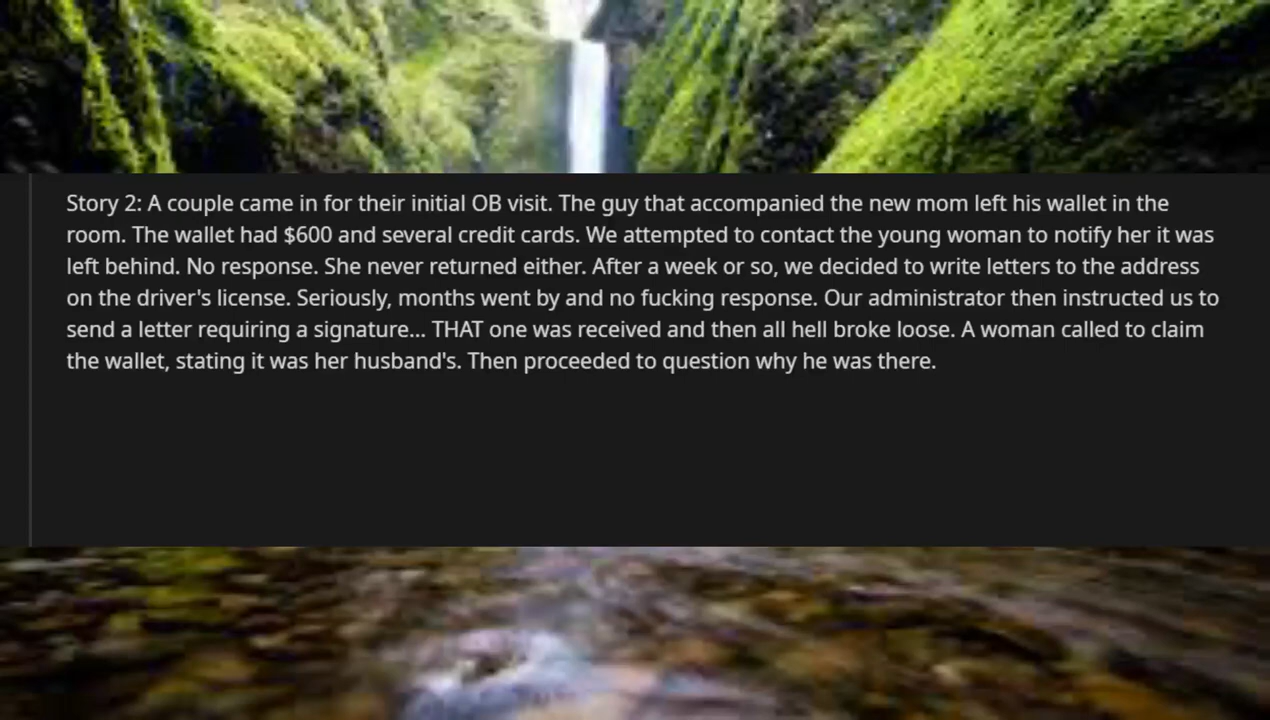 Story 2: A couple came in for their initial OB visit. The guy that accompanied the new mom left his wallet in the
room. The wallet had $600 and several credit cards. We attempted to contact the young woman to notify her it was
left behind. No response. She never returned either. After a week or so, we decided to write letters to the address
on the driver's license. Seriously, months went by and no fucking response. Our administrator then instructed us to
send a letter requiring a signature... THAT one was received and then all hell broke loose. A woman called to claim
the wallet, stating it was her husband's. Then proceeded to question why he was there.